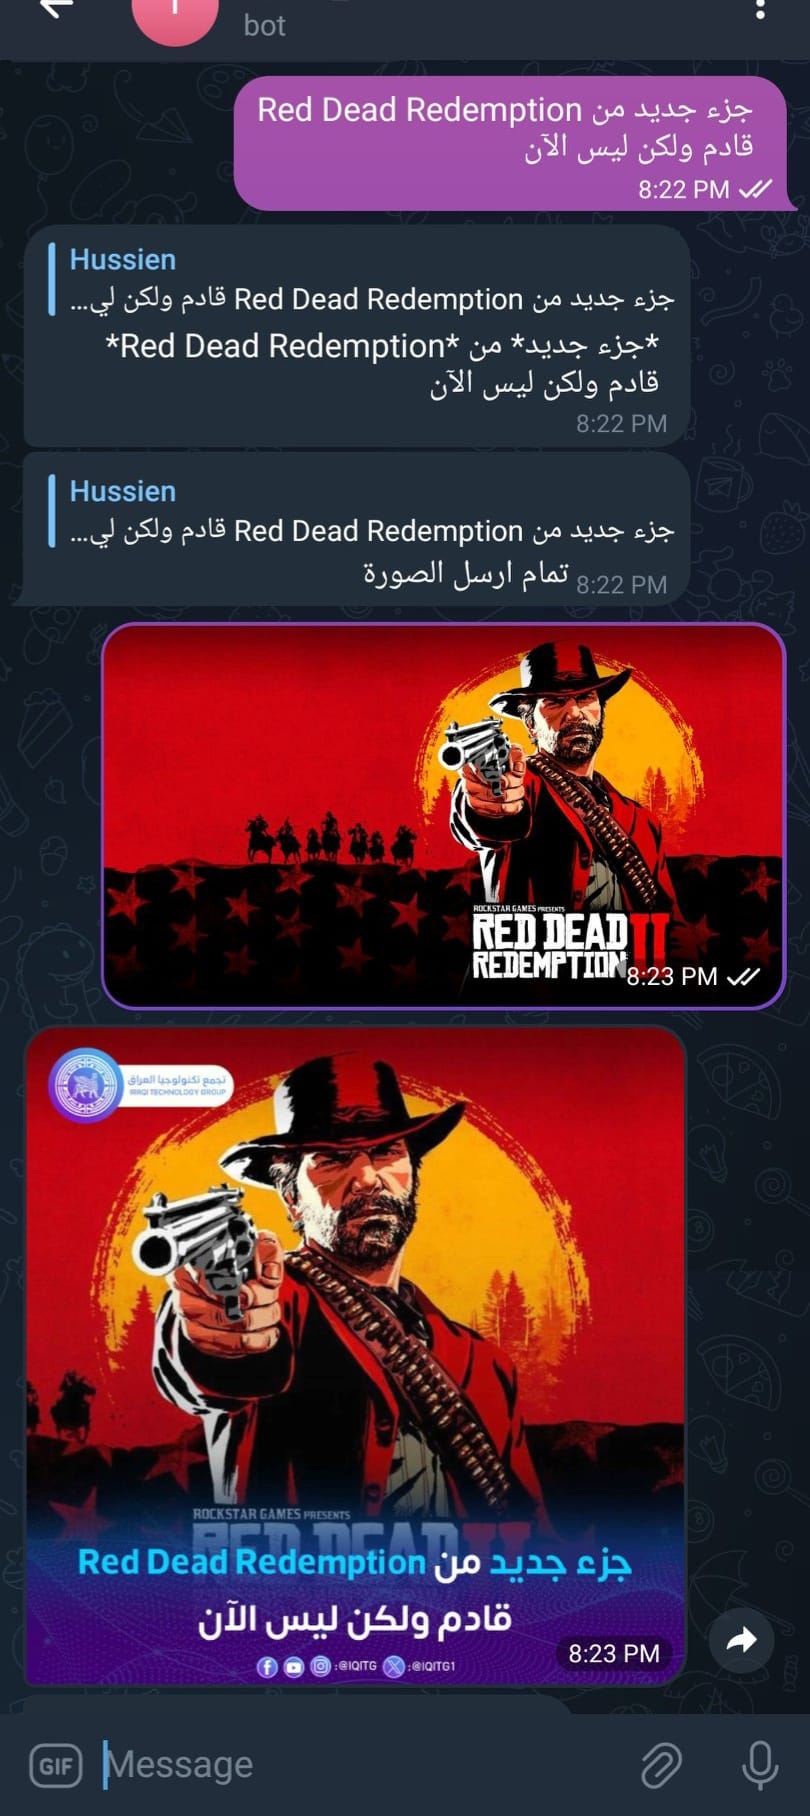 bot
جزء جديد من Red Dead Redemption
قادم ولكن ليس الآن
8:22 PM
Hussien
جزء جديد من Red Dead Redemption قادم ولكن لي...
*جزء جديد* من *Red Dead Redemption*
قادم ولكن ليس الآن
8:22 PM
Hussien
جزء جديد من Red Dead Redemption قادم ولكن لي...
تمام ارسل الصورة
8:22 PM
ROCKSTAR GAMES PRESENTS
RED DEAD
REDEMPTION II
8:23 PM
تجمع تكنولوجيا العراق
IRAQI TECHNOLOGY GROUP
ROCKSTAR GAMES PRESENTS
RED DEAD II
جزء جديد من Red Dead Redemption
قادم ولكن ليس الآن
:@IQITG :@IQITG1
8:23 PM
GIF Message